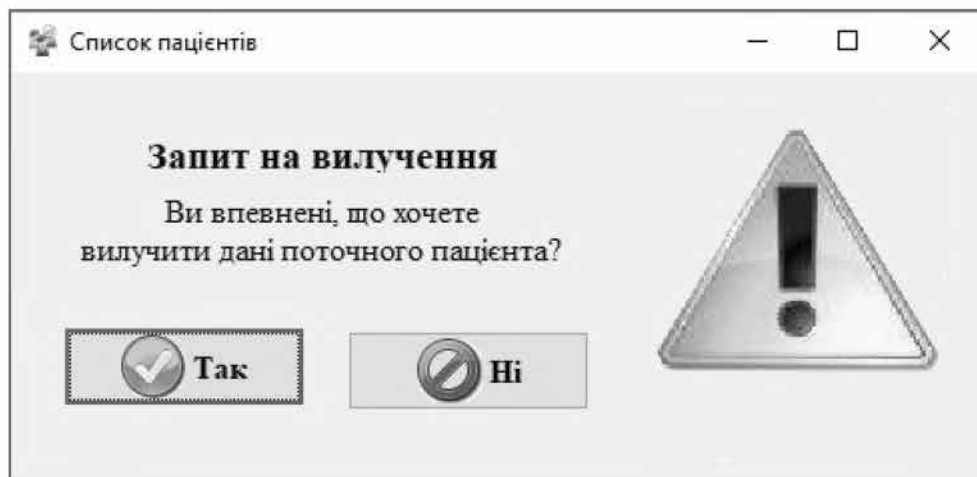 Список пацієнтів
Запит на вилучення
Ви впевнені, що хочете
вилучити дані поточного пацієнта?
Так
Ні